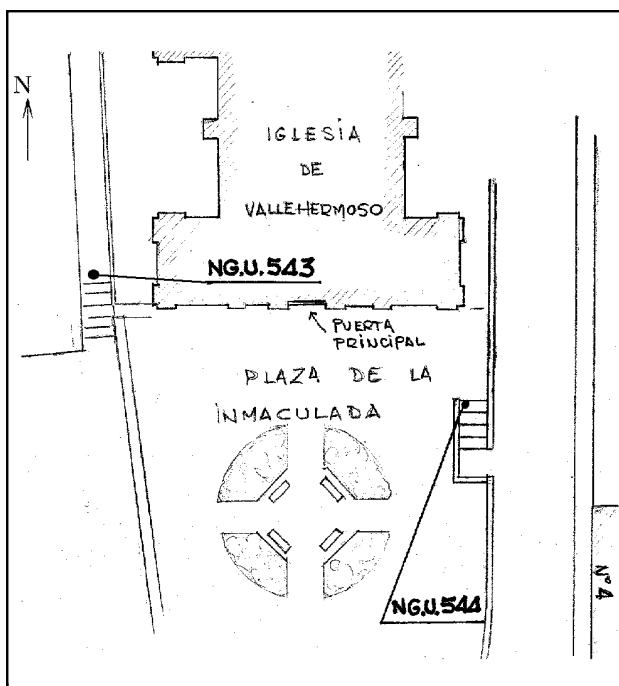 N
IGLESIA
DE
VALLEHERMOSO
NG.U.543
PUERTA
PRINCIPAL
PLAZA DE LA
INMACULADA
NG.U.544
Nº4